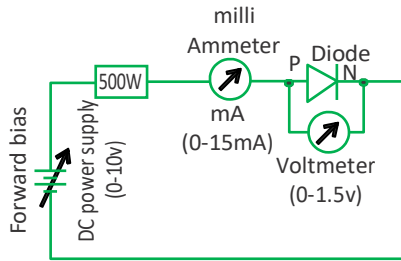 milli
Ammeter
Diode
P
N
500W
mA
(0-15mA)
Voltmeter
(0-1.5v)
Forward bias
DC power supply
(0-10v)